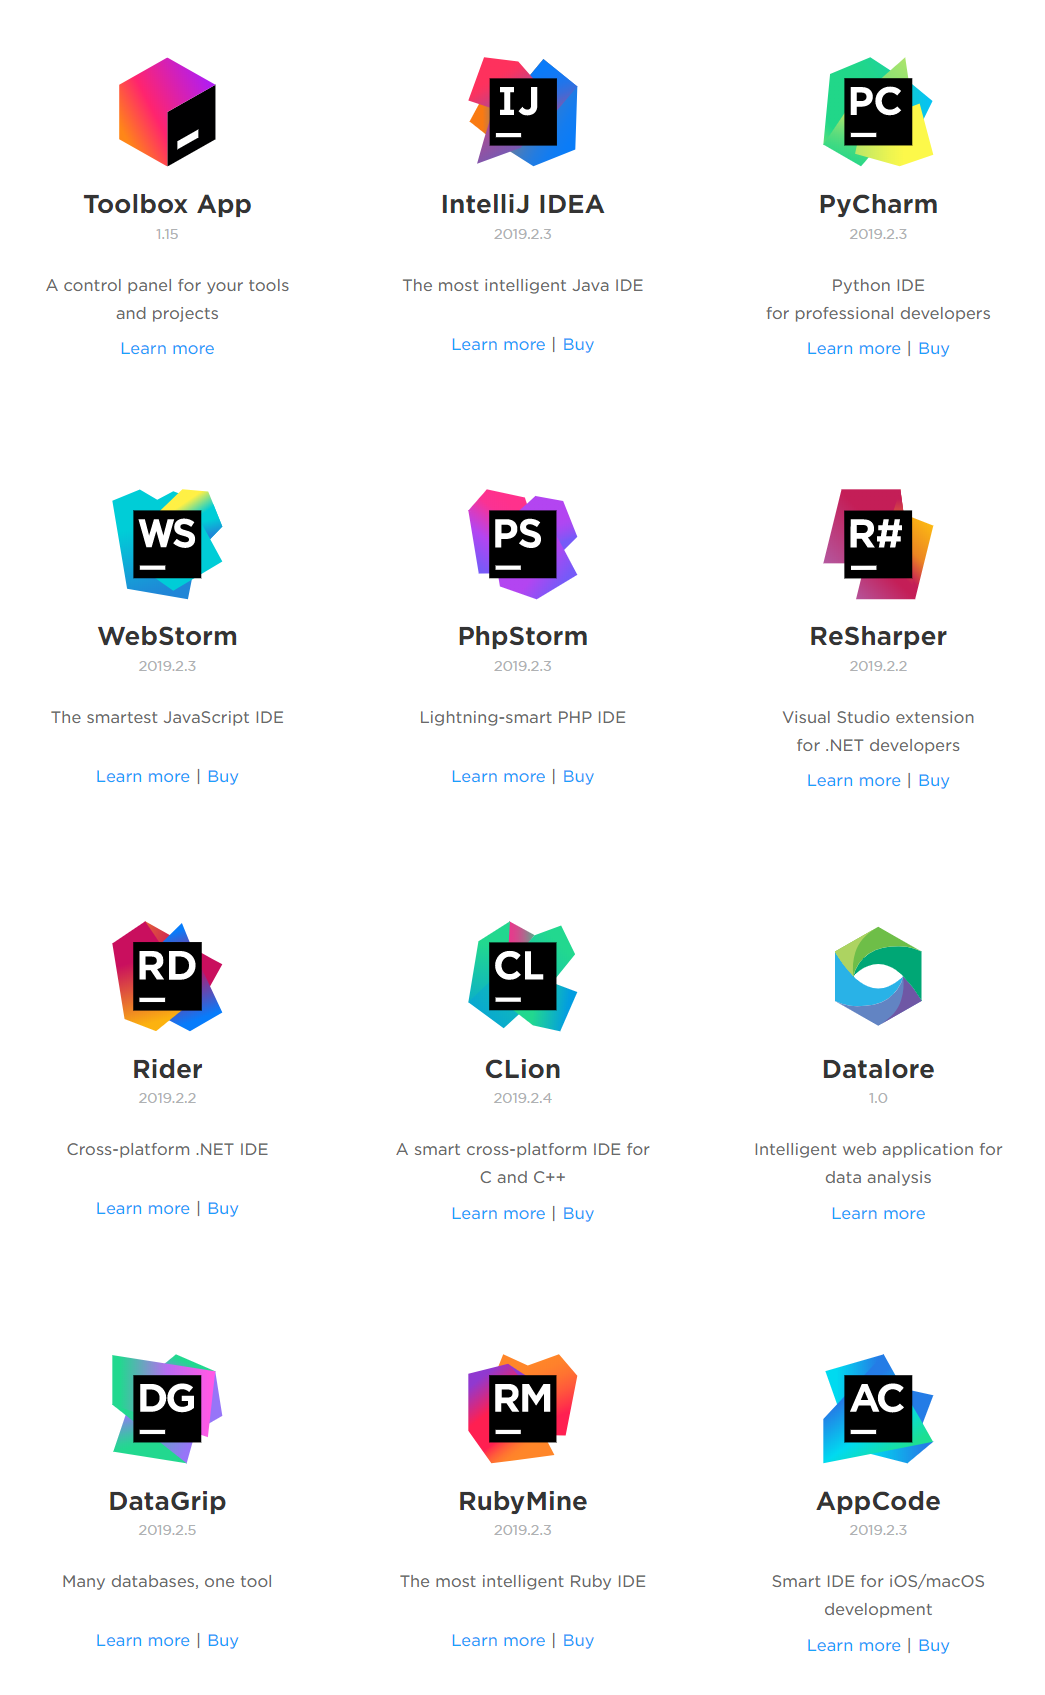 IJ
PC
Toolbox App
IntelliJ IDEA
PyCharm
1.15
2019.2.3
2019.2.3
A control panel for your tools
and projects
The most intelligent Java IDE
Python IDE
for professional developers
Learn more
Learn more | Buy
Learn more | Buy
WS
PS
R#
WebStorm
PhpStorm
ReSharper
2019.2.3
2019.2.3
2019.2.2
The smartest JavaScript IDE
Lightning-smart PHP IDE
Visual Studio extension
for .NET developers
Learn more | Buy
Learn more | Buy
Learn more | Buy
RD
CL
Rider
CLion
Datalore
2019.2.2
2019.2.4
1.0
Cross-platform .NET IDE
A smart cross-platform IDE for
C and C++
Intelligent web application for
data analysis
Learn more | Buy
Learn more | Buy
Learn more
DG
RM
AC
DataGrip
RubyMine
AppCode
2019.2.5
2019.2.3
2019.2.3
Many databases, one tool
The most intelligent Ruby IDE
Smart IDE for iOS/macOS
development
Learn more | Buy
Learn more | Buy
Learn more | Buy